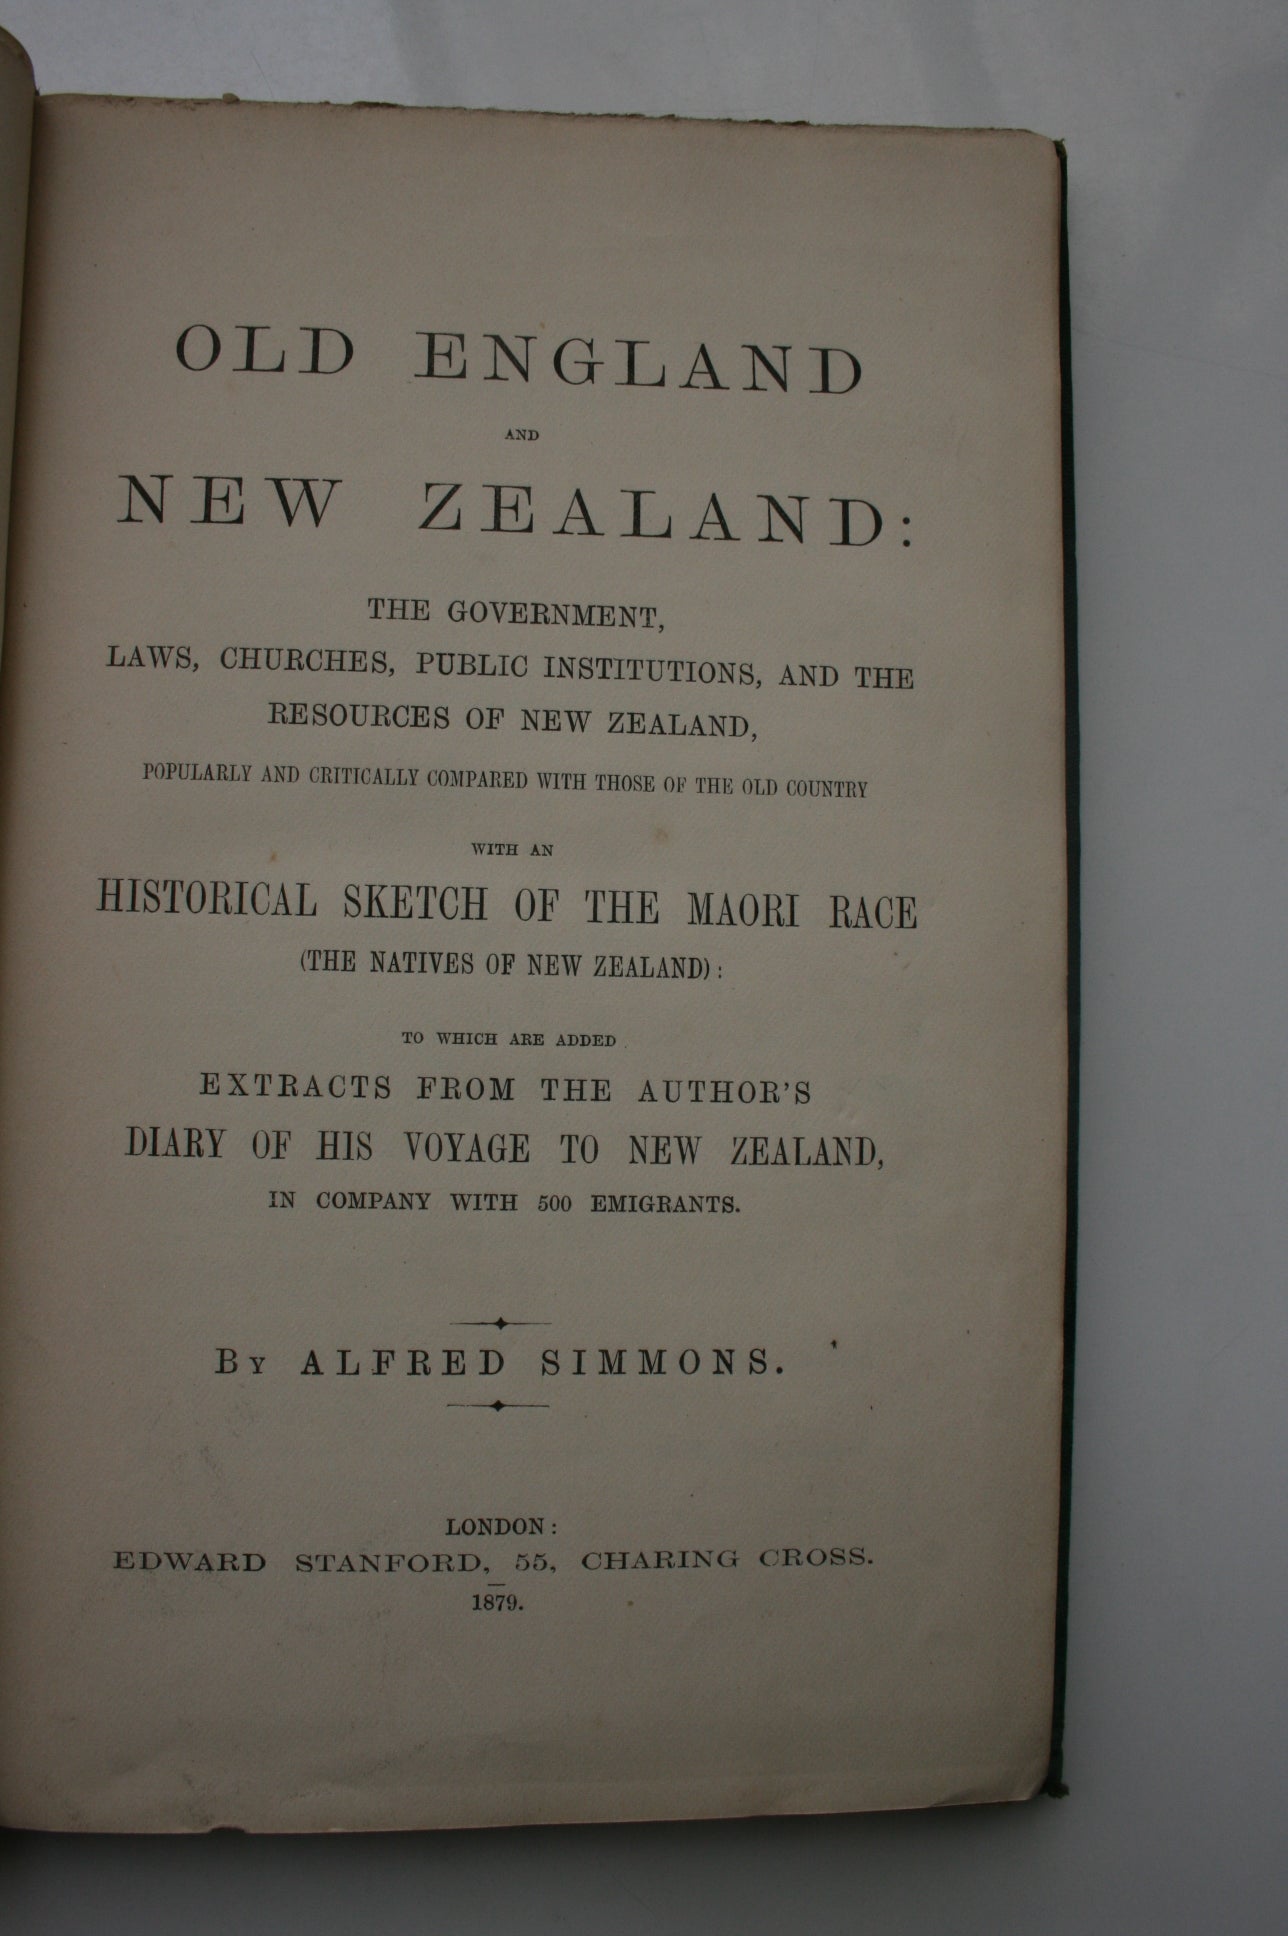 OLD ENGLAND
AND
NEW ZEALAND:
THE GOVERNMENT,
LAWS, CHURCHES, PUBLIC INSTITUTIONS, AND THE
RESOURCES OF NEW ZEALAND,
POPULARLY AND CRITICALLY COMPARED WITH THOSE OF THE OLD COUNTRY
WITH AN
HISTORICAL SKETCH OF THE MAORI RACE
(THE NATIVES OF NEW ZEALAND):
TO WHICH ARE ADDED
EXTRACTS FROM THE AUTHOR'S
DIARY OF HIS VOYAGE TO NEW ZEALAND,
IN COMPANY WITH 500 EMIGRANTS.
BY ALFRED SIMMONS.
LONDON:
EDWARD STANFORD, 55, CHARING CROSS.
1879.